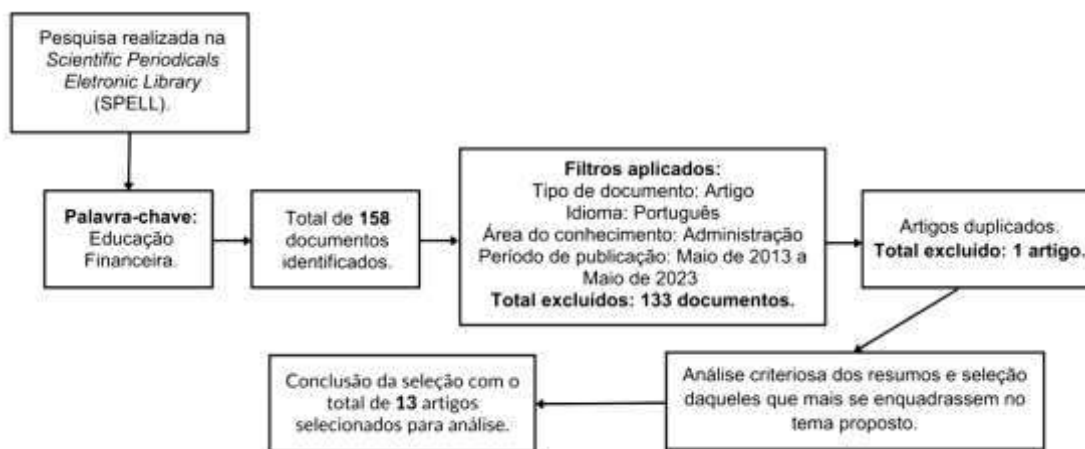 Pesquisa realizada na
Scientific Periodicals
Eletronic Library
(SPELL).
Palavra-chave:
Educação
Financeira.
Total de 158
documentos
identificados.
Filtros aplicados:
Tipo de documento: Artigo
Idioma: Português
Área do conhecimento: Administração
Período de publicação: Maio de 2013 a
Maio de 2023
Total excluídos: 133 documentos.
Artigos duplicados.
Total excluído: 1 artigo.
Análise criteriosa dos resumos e seleção
daqueles que mais se enquadrassem no
tema proposto.
Conclusão da seleção com o
total de 13 artigos
selecionados para análise.